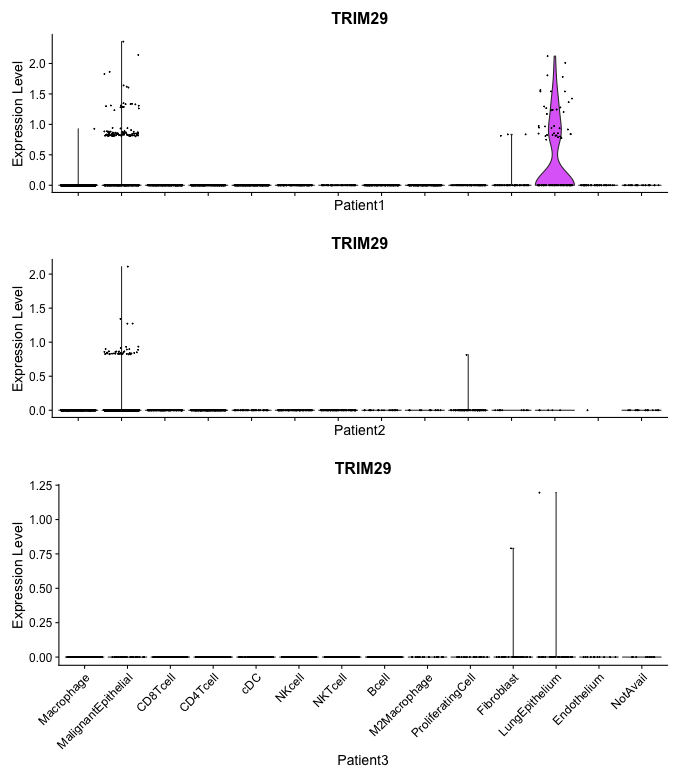 TRIM29
Expression Level
2.0
1.5
1.0
0.5
0.0
Patient1
TRIM29
Expression Level
2.0
1.5
1.0
0.5
0.0
Patient2
TRIM29
Expression Level
1.25
1.00
0.75
0.50
0.25
0.00
Macrophage
MalignantEpithelial
CD8Tcell
CD4Tcell
cDC
NKcell
NKTcell
Bcell
M2Macrophage
ProliferatingCell
Fibroblast
LungEpithelium
Endothelium
NotAvail
Patient3